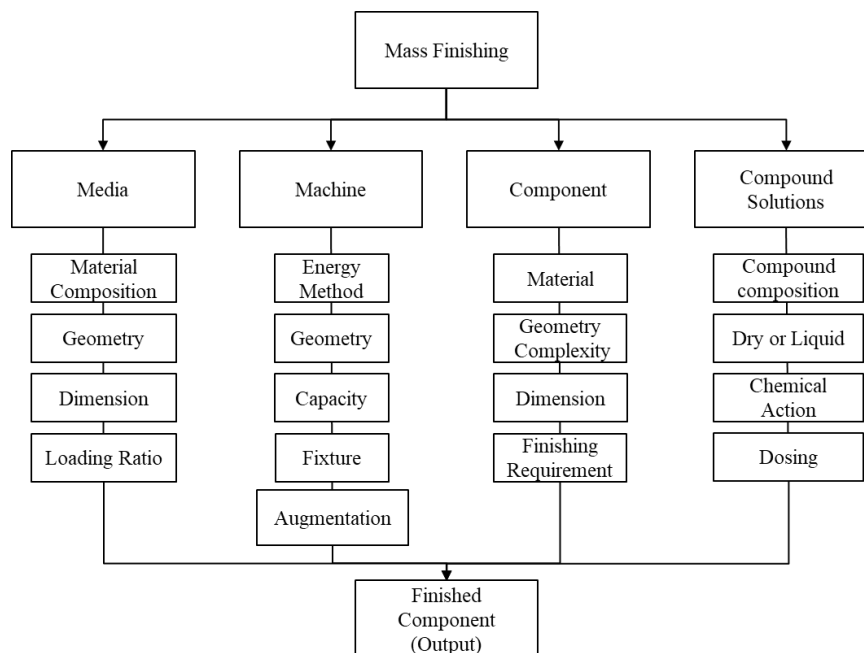 Mass Finishing
Media
Machine
Component
Compound
Solutions
Material
Composition
Energy
Method
Material
Compound
composition
Geometry
Geometry
Geometry
Complexity
Dry or Liquid
Dimension
Capacity
Dimension
Chemical
Action
Loading Ratio
Fixture
Finishing
Requirement
Dosing
Augmentation
Finished
Component
(Output)